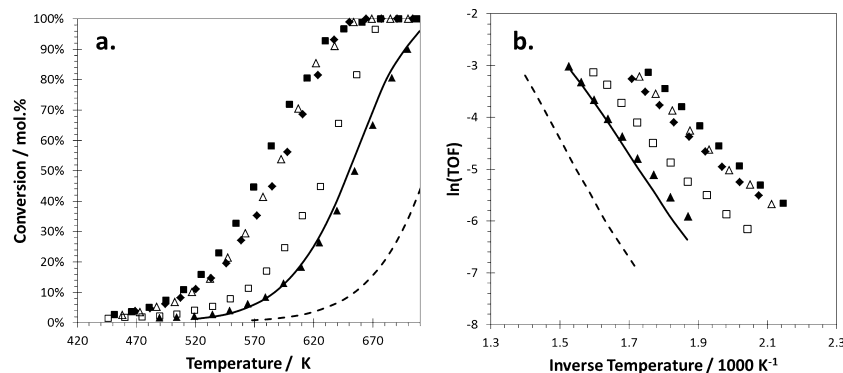 a.
100%
90%
80%
70%
60%
50%
40%
30%
20%
10%
0%
Conversion / mol.%
420 470 520 570 620 670
Temperature / K
b.
-1
-2
-3
-4
-5
-6
-7
-8
ln(TOF)
1.3 1.5 1.7 1.9 2.1 2.3
Inverse Temperature / 1000 K⁻¹